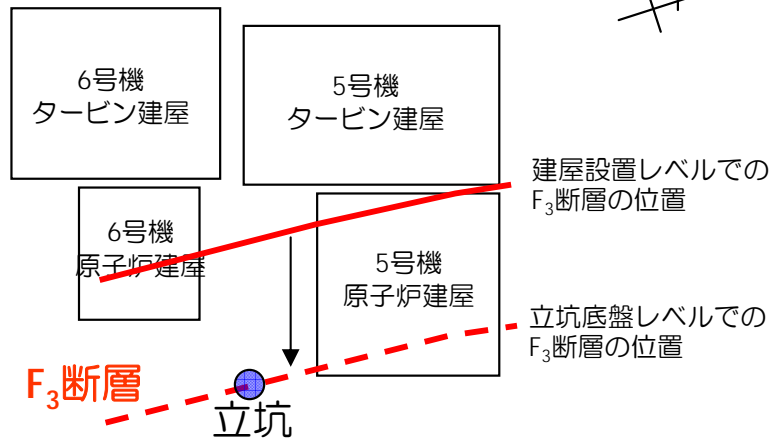 6号機
タービン建屋
5号機
タービン建屋
建屋設置レベルでの
F₃断層の位置
6号機
原子炉建屋
5号機
原子炉建屋
立坑底盤レベルでの
F₃断層の位置
F₃断層
立坑